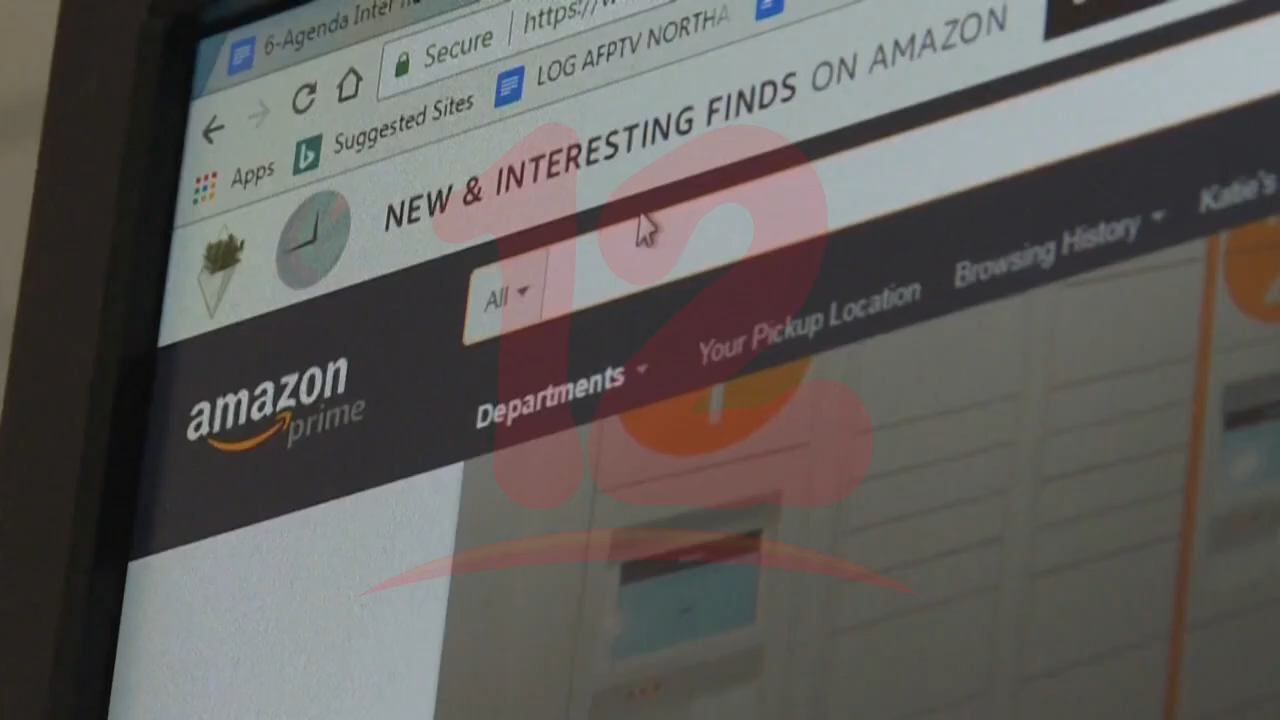 6-Agenda Inter
Secure
https://
Apps
Suggested Sites
LOG AFPTV NORTHA
NEW & INTERESTING FINDS ON AMAZON
All
amazon
prime
Departments
Your Pickup Location
Browsing History
Katie's
12